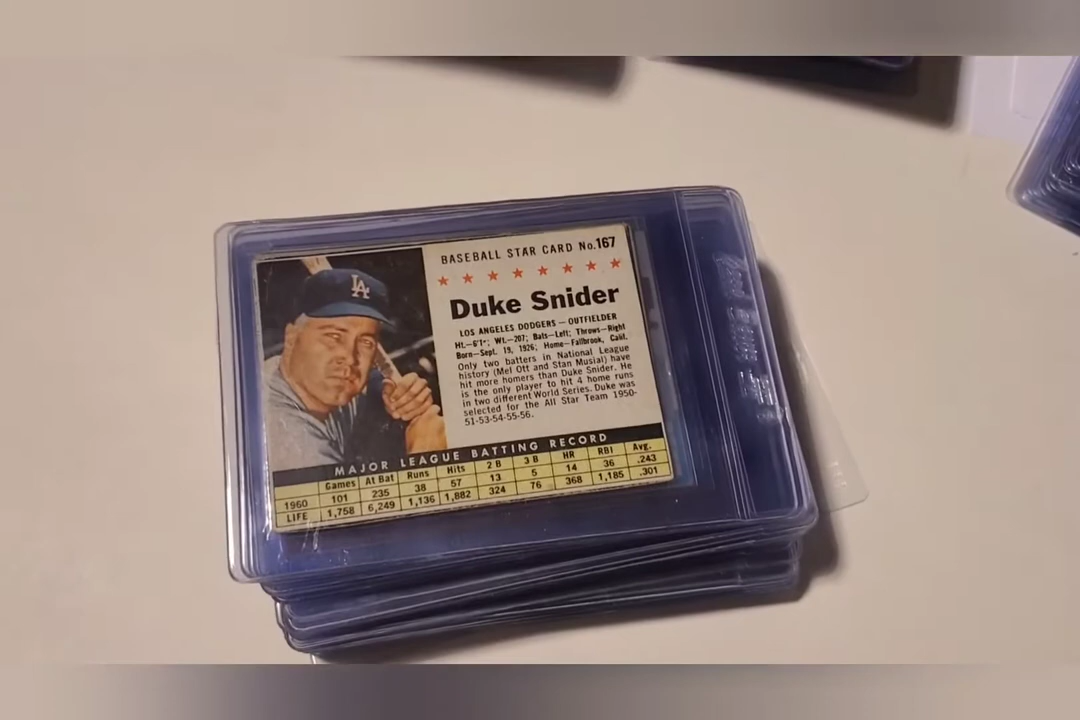 LA
BASEBALL STAR CARD No.167
Duke Snider
LOS ANGELES DODGERS — OUTFIELDER
Ht.—6'1"; Wt.—207; Bats—Left; Throws—Right
Born—Sept. 19, 1926; Home—Fallbrook, Calif.
Only two batters in National League
history (Mel Ott and Stan Musial) have
hit more homers than Duke Snider. He
is the only player to hit 4 home runs
in two different World Series. Duke was
selected for the All Star Team 1950-
51-53-54-55-56.
MAJOR LEAGUE BATTING RECORD
Games At Bat Runs Hits 2 B 3 B HR RBI Avg.
1960 101 235 38 57 13 5 14 36 .243
LIFE 1,758 6,249 1,136 1,882 324 76 368 1,185 .301